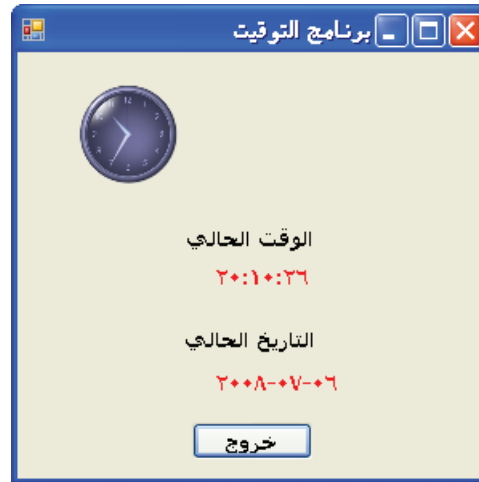 برنامج التوقيت
الوقت الحالي
٢٠:١٠:٢٦
التاريخ الحالي
٢٠٠٨-٠٧-٠٦
خروج